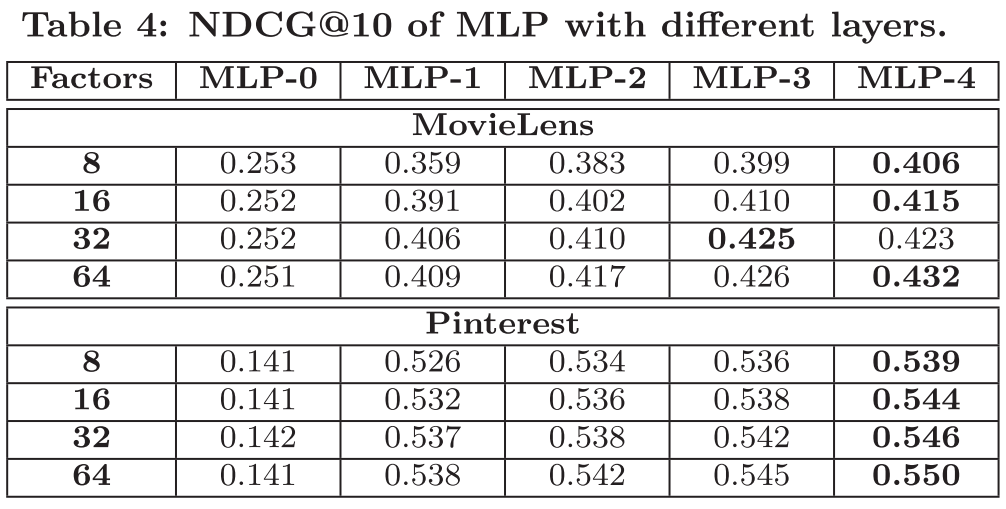 Table 4: NDCG@10 of MLP with different layers.
Factors MLP-0 MLP-1 MLP-2 MLP-3 MLP-4
MovieLens
8 0.253 0.359 0.383 0.399 0.406
16 0.252 0.391 0.402 0.410 0.415
32 0.252 0.406 0.410 0.425 0.423
64 0.251 0.409 0.417 0.426 0.432
Pinterest
8 0.141 0.526 0.534 0.536 0.539
16 0.141 0.532 0.536 0.538 0.544
32 0.142 0.537 0.538 0.542 0.546
64 0.141 0.538 0.542 0.545 0.550